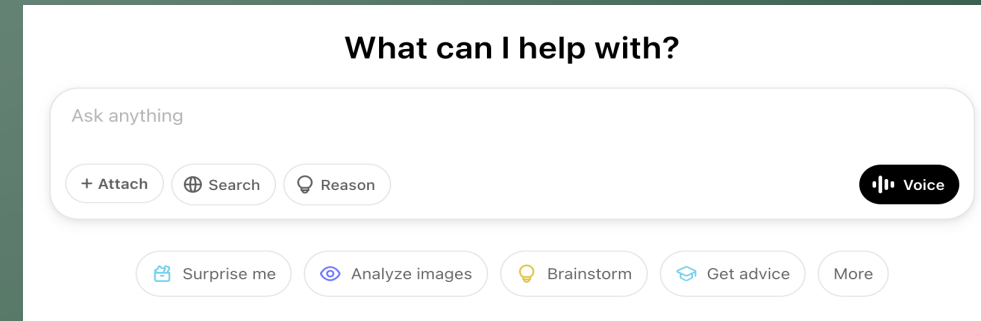 What can I help with?
Ask anything
+ Attach Search Reason Voice
Surprise me Analyze images Brainstorm Get advice More